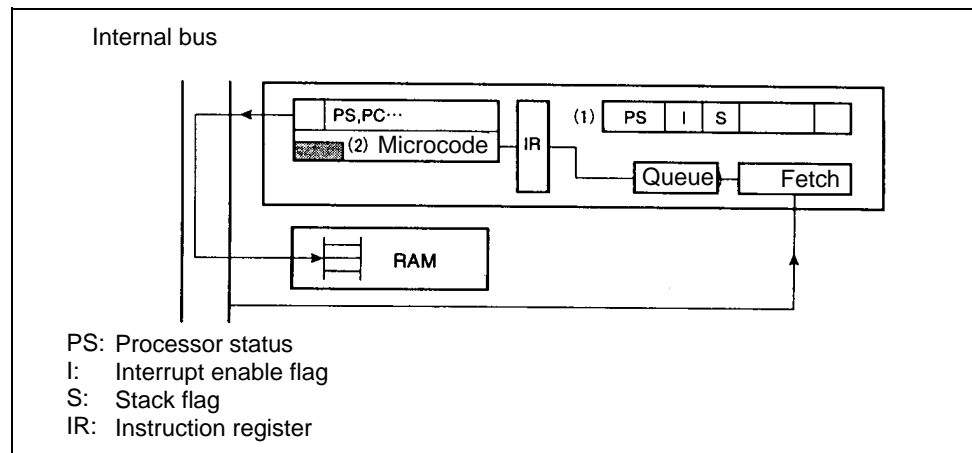 Internal bus
PS,PC···
(2) Microcode
IR
(1) PS I S
Queue
Fetch
RAM
PS: Processor status
I: Interrupt enable flag
S: Stack flag
IR: Instruction register